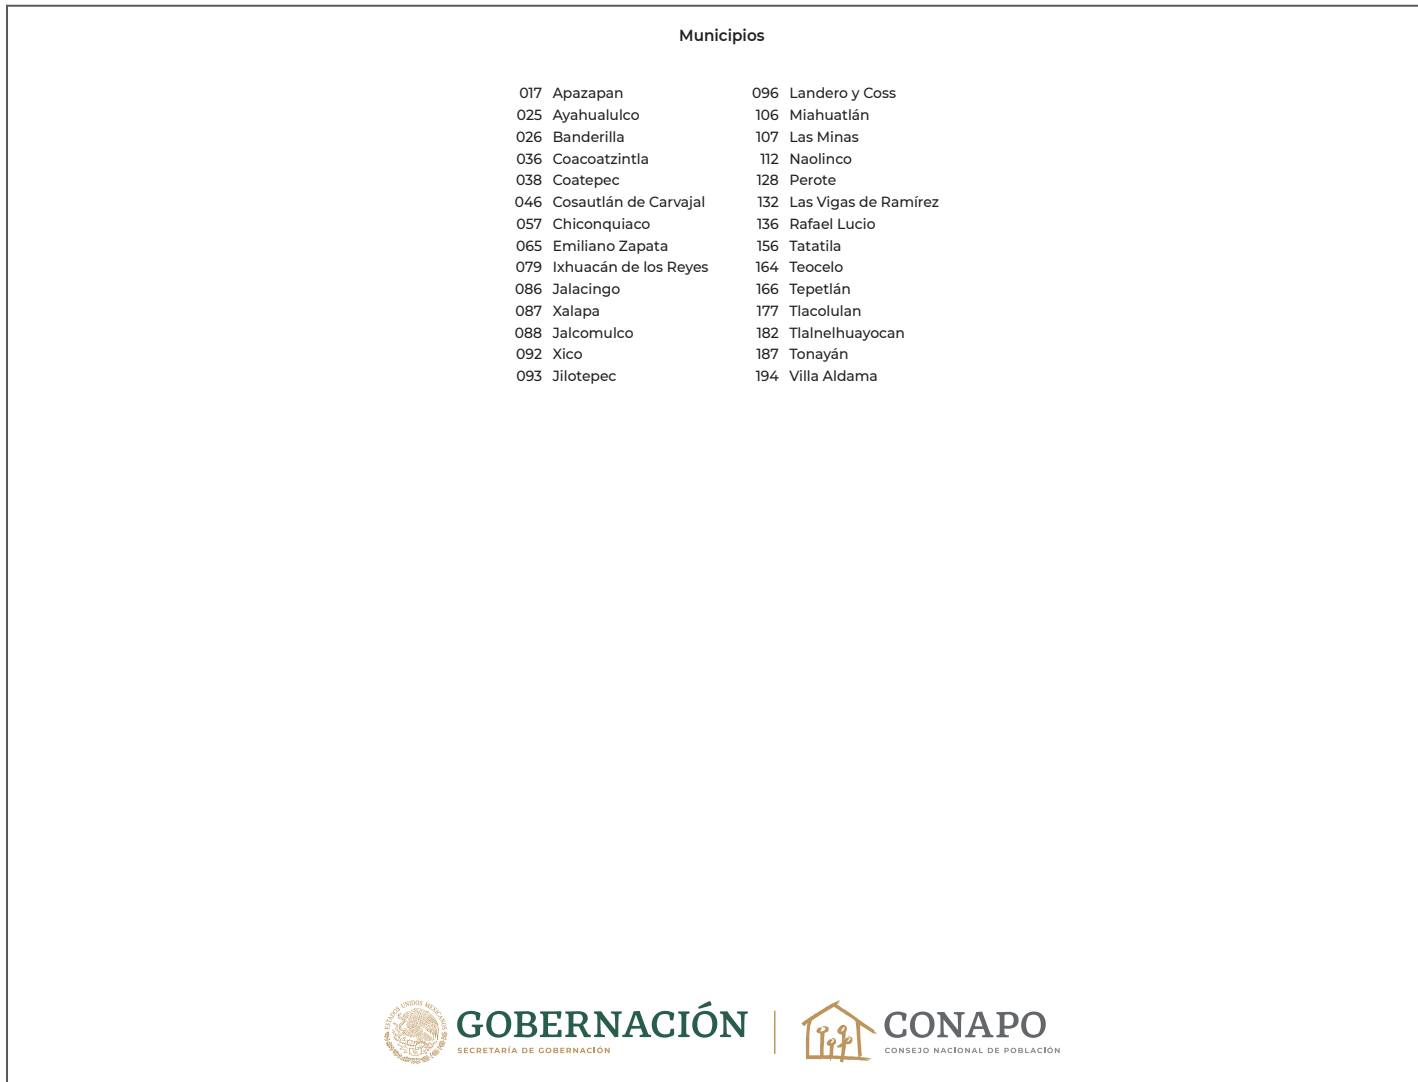 Municipios
017 Apazapan
025 Ayahualulco
026 Banderilla
036 Coacoatzintla
038 Coatepec
046 Cosautlán de Carvajal
057 Chiconquiaco
065 Emiliano Zapata
079 Ixhuacán de los Reyes
086 Jalacingo
087 Xalapa
088 Jalcomulco
092 Xico
093 Jilotepec
096 Landero y Coss
106 Miahuatlán
107 Las Minas
112 Naolinco
128 Perote
132 Las Vigas de Ramírez
136 Rafael Lucio
156 Tatatila
164 Teocelo
166 Tepetlán
177 Tlacolulan
182 Tlalnelhuayocan
187 Tonayán
194 Villa Aldama
ESTADOS UNIDOS MEXICANOS
GOBERNACIÓN
SECRETARÍA DE GOBERNACIÓN
CONAPO
CONSEJO NACIONAL DE POBLACIÓN